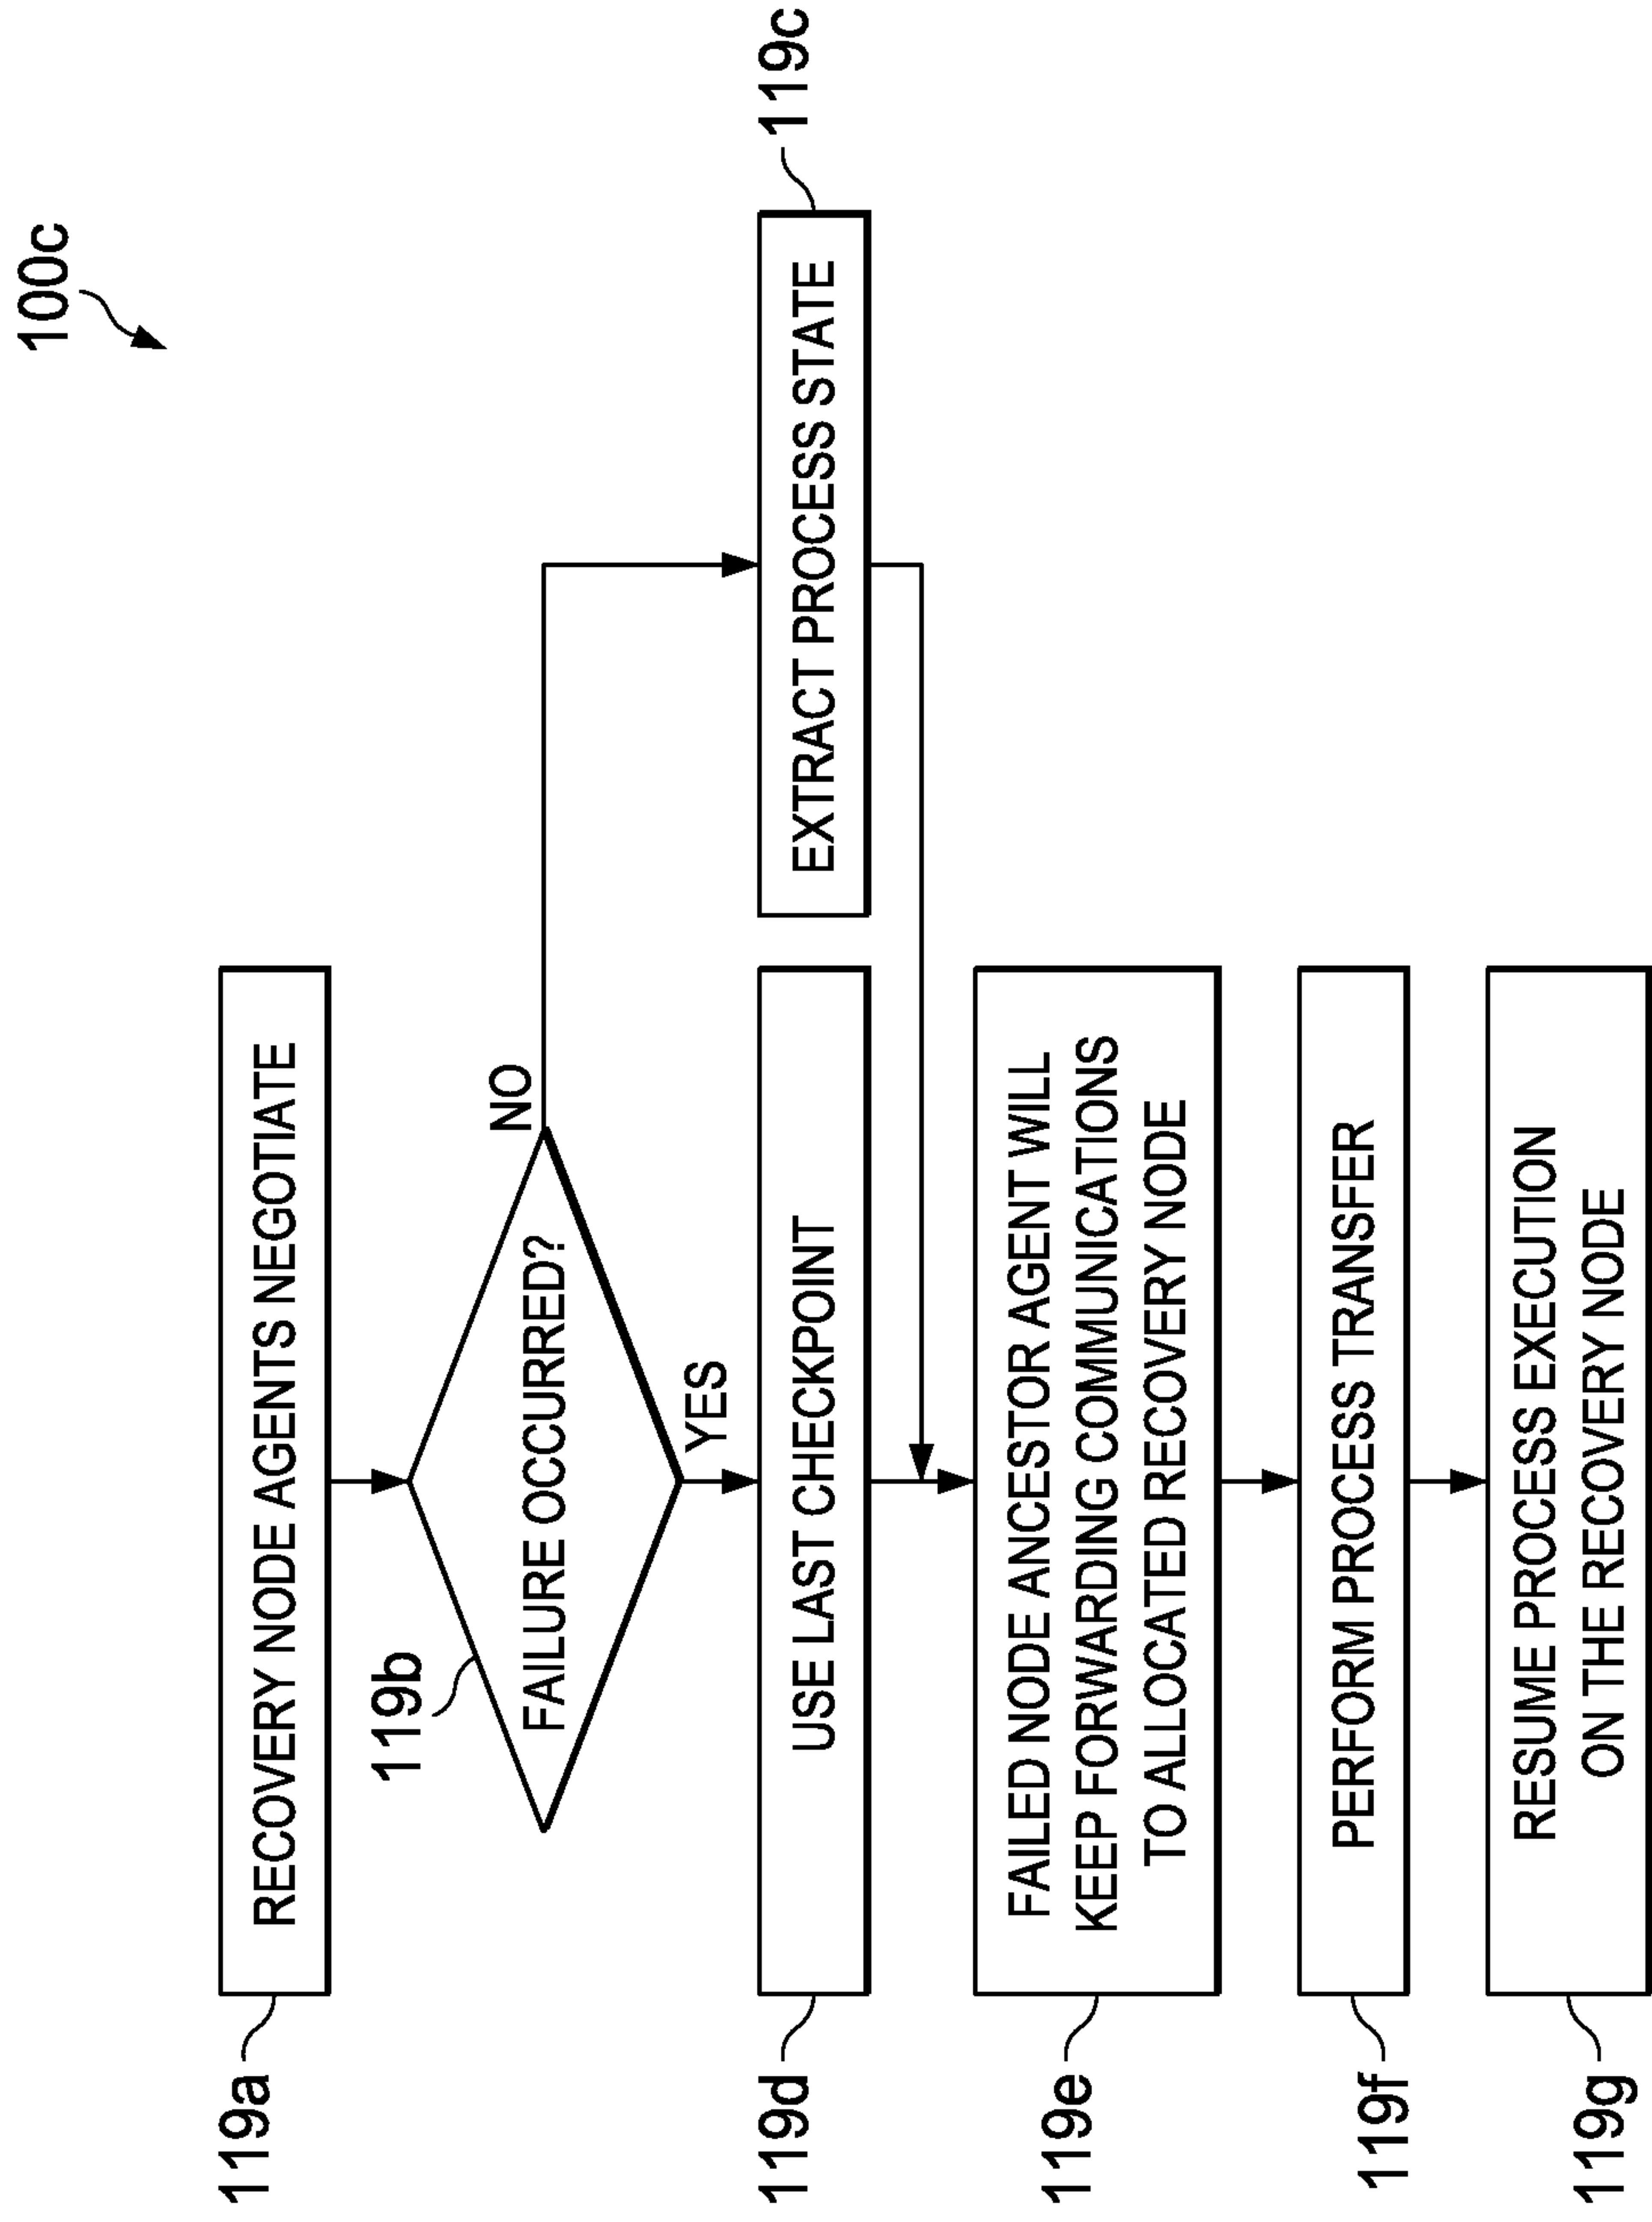 100c
119a
RECOVERY NODE AGENTS NEGOTIATE
119b
FAILURE OCCURRED?
NO
YES
119d
USE LAST CHECKPOINT
EXTRACT PROCESS STATE
119c
119e
FAILED NODE ANCESTOR AGENT WILL
KEEP FORWARDING COMMUNICATIONS
TO ALLOCATED RECOVERY NODE
119f
PERFORM PROCESS TRANSFER
119g
RESUME PROCESS EXECUTION
ON THE RECOVERY NODE